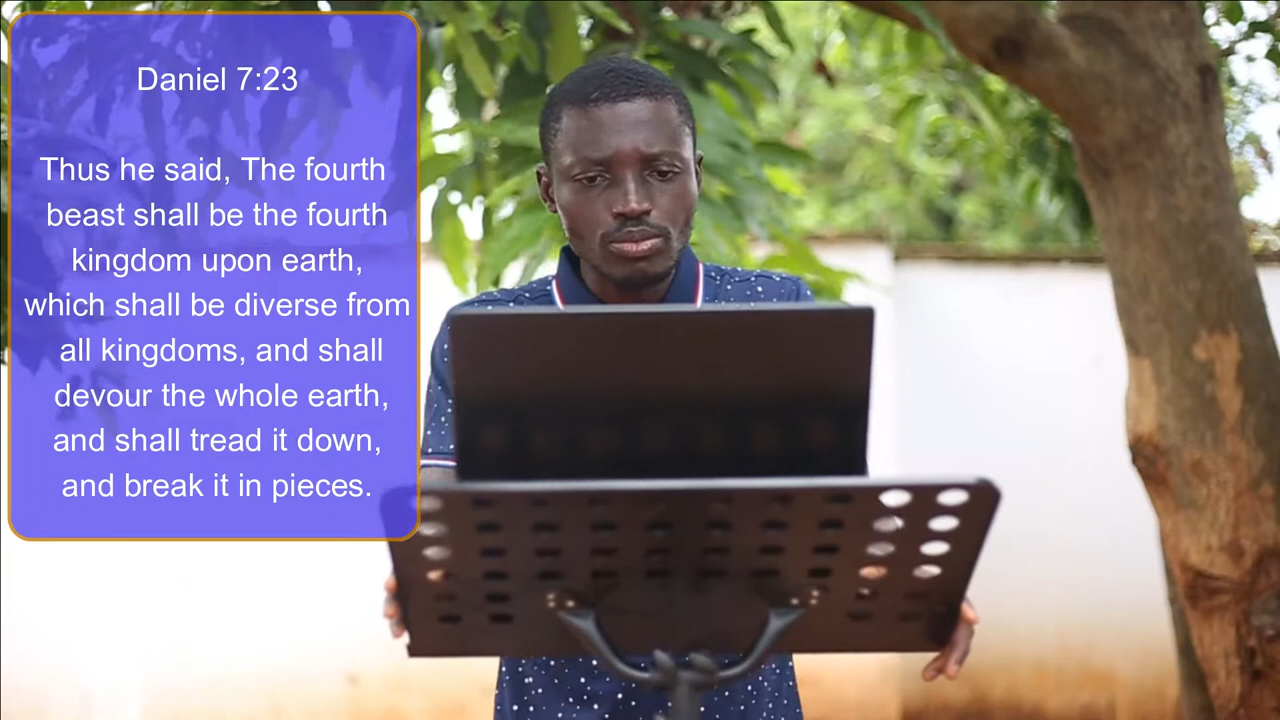 Daniel 7:23
Thus he said, The fourth
beast shall be the fourth
kingdom upon earth,
which shall be diverse from
all kingdoms, and shall
devour the whole earth,
and shall tread it down,
and break it in pieces.